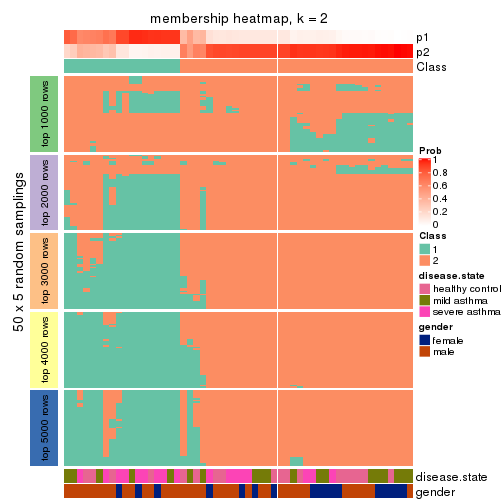 membership heatmap, k = 2
p1
p2
Class
50 x 5 random samplings
top 1000 rows
top 2000 rows
top 3000 rows
top 4000 rows
top 5000 rows
Prob
1
0.8
0.6
0.4
0.2
0
Class
1
2
disease.state
healthy control
mild asthma
severe asthma
gender
female
male
disease.state
gender